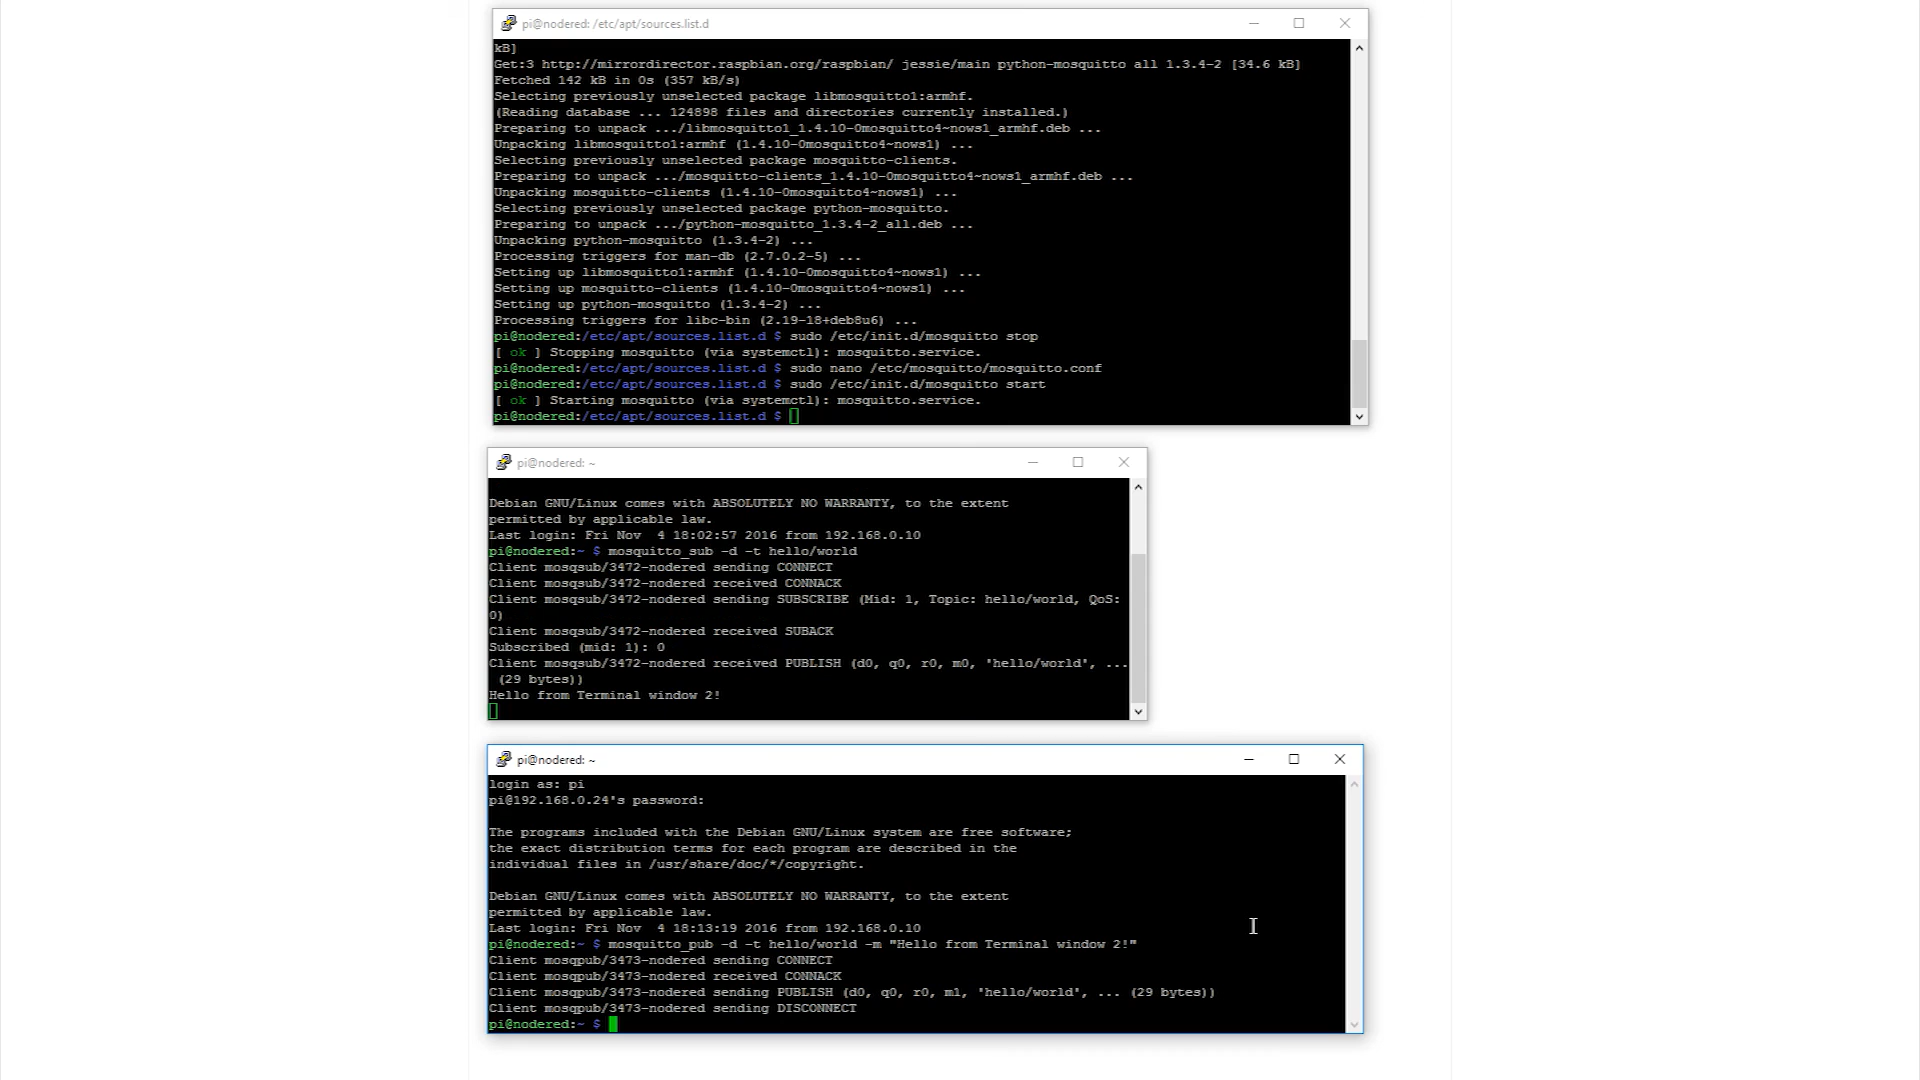 pi@nodered: /etc/apt/sources.list.d
kB]
Get:3 http://mirrordirector.raspbian.org/raspbian/ jessie/main python-mosquitto all 1.3.4-2 [34.6 kB]
Fetched 142 kB in 0s (357 kB/s)
Selecting previously unselected package libmosquitto1:armhf.
(Reading database ... 124898 files and directories currently installed.)
Preparing to unpack .../libmosquitto1_1.4.10-0mosquitto4~nows1_armhf.deb ...
Unpacking libmosquitto1:armhf (1.4.10-0mosquitto4~nows1) ...
Selecting previously unselected package mosquitto-clients.
Preparing to unpack .../mosquitto-clients_1.4.10-0mosquitto4~nows1_armhf.deb ...
Unpacking mosquitto-clients (1.4.10-0mosquitto4~nows1) ...
Selecting previously unselected package python-mosquitto.
Preparing to unpack .../python-mosquitto_1.3.4-2_all.deb ...
Unpacking python-mosquitto (1.3.4-2) ...
Processing triggers for man-db (2.7.0.2-5) ...
Setting up libmosquitto1:armhf (1.4.10-0mosquitto4~nows1) ...
Setting up mosquitto-clients (1.4.10-0mosquitto4~nows1) ...
Setting up python-mosquitto (1.3.4-2) ...
Processing triggers for libc-bin (2.19-18+deb8u6) ...
pi@nodered:/etc/apt/sources.list.d $ sudo /etc/init.d/mosquitto stop
[ ok ] Stopping mosquitto (via systemctl): mosquitto.service.
pi@nodered:/etc/apt/sources.list.d $ sudo nano /etc/mosquitto/mosquitto.conf
pi@nodered:/etc/apt/sources.list.d $ sudo /etc/init.d/mosquitto start
[ ok ] Starting mosquitto (via systemctl): mosquitto.service.
pi@nodered:/etc/apt/sources.list.d $
pi@nodered: ~
Debian GNU/Linux comes with ABSOLUTELY NO WARRANTY, to the extent
permitted by applicable law.
Last login: Fri Nov  4 18:02:57 2016 from 192.168.0.10
pi@nodered:~ $ mosquitto_sub -d -t hello/world
Client mosqsub/3472-nodered sending CONNECT
Client mosqsub/3472-nodered received CONNACK
Client mosqsub/3472-nodered sending SUBSCRIBE (Mid: 1, Topic: hello/world, QoS:
0)
Client mosqsub/3472-nodered received SUBACK
Subscribed (mid: 1): 0
Client mosqsub/3472-nodered received PUBLISH (d0, q0, r0, m0, 'hello/world', ...
(29 bytes))
Hello from Terminal window 2!
pi@nodered: ~
login as: pi
pi@192.168.0.24's password:
The programs included with the Debian GNU/Linux system are free software;
the exact distribution terms for each program are described in the
individual files in /usr/share/doc/*/copyright.
Debian GNU/Linux comes with ABSOLUTELY NO WARRANTY, to the extent
permitted by applicable law.
Last login: Fri Nov  4 18:13:19 2016 from 192.168.0.10
pi@nodered:~ $ mosquitto_pub -d -t hello/world -m "Hello from Terminal window 2!"
Client mosqpub/3473-nodered sending CONNECT
Client mosqpub/3473-nodered received CONNACK
Client mosqpub/3473-nodered sending PUBLISH (d0, q0, r0, m1, 'hello/world', ... (29 bytes))
Client mosqpub/3473-nodered sending DISCONNECT
pi@nodered:~ $